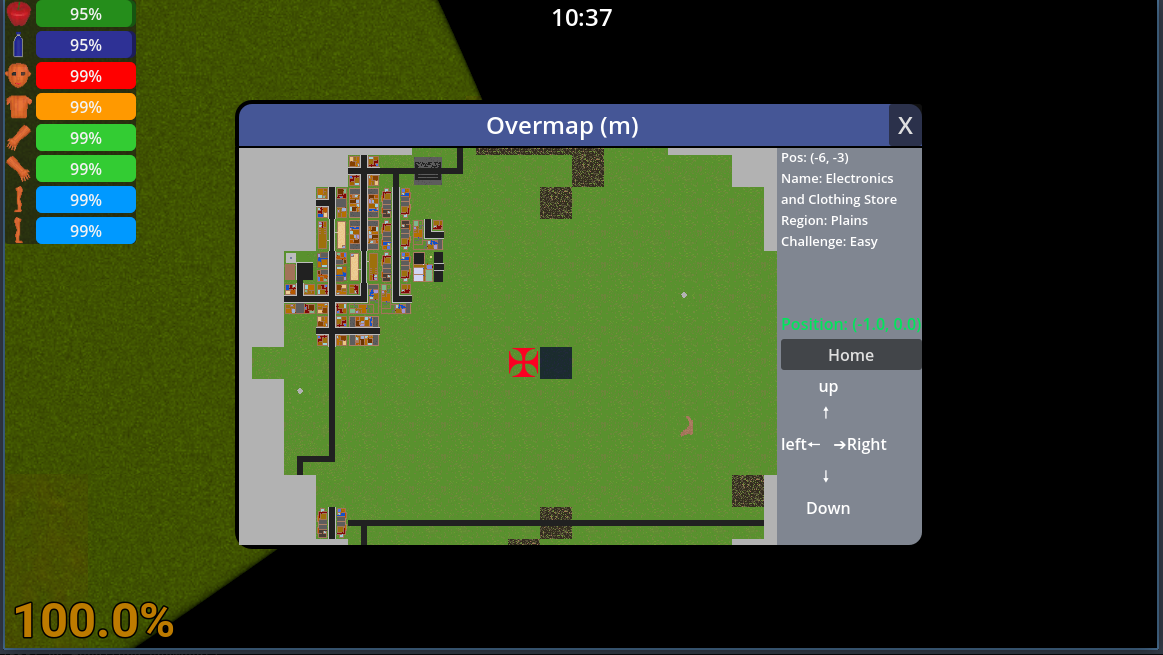 95%
95%
99%
99%
99%
99%
99%
99%
10:37
Overmap (m)
X
Pos: (-6, -3)
Name: Electronics
and Clothing Store
Region: Plains
Challenge: Easy
Position: (-1.0, 0.0)
Home
up
↑
left← →Right
↓
Down
100.0%